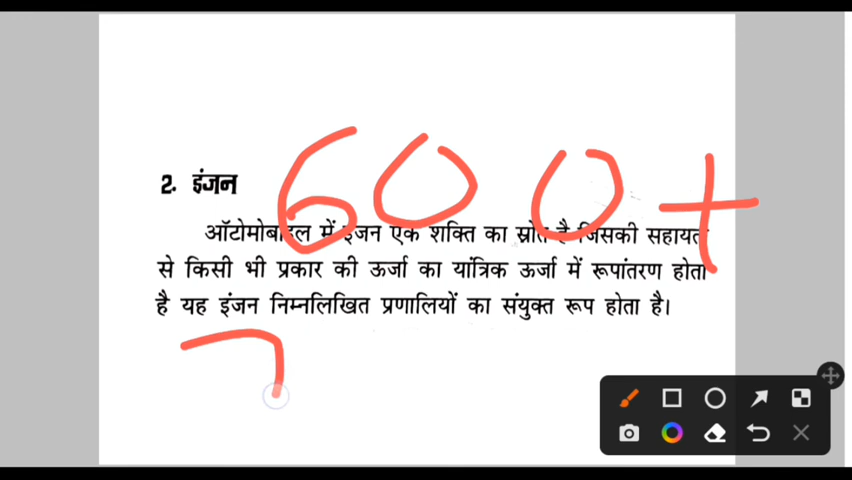 2. इंजन
600+
ऑटोमोबाइल में इंजन एक शक्ति का स्रोत है जिसकी सहायता
से किसी भी प्रकार की ऊर्जा का यांत्रिक ऊर्जा में रूपांतरण होता
है यह इंजन निम्नलिखित प्रणालियों का संयुक्त रूप होता है।